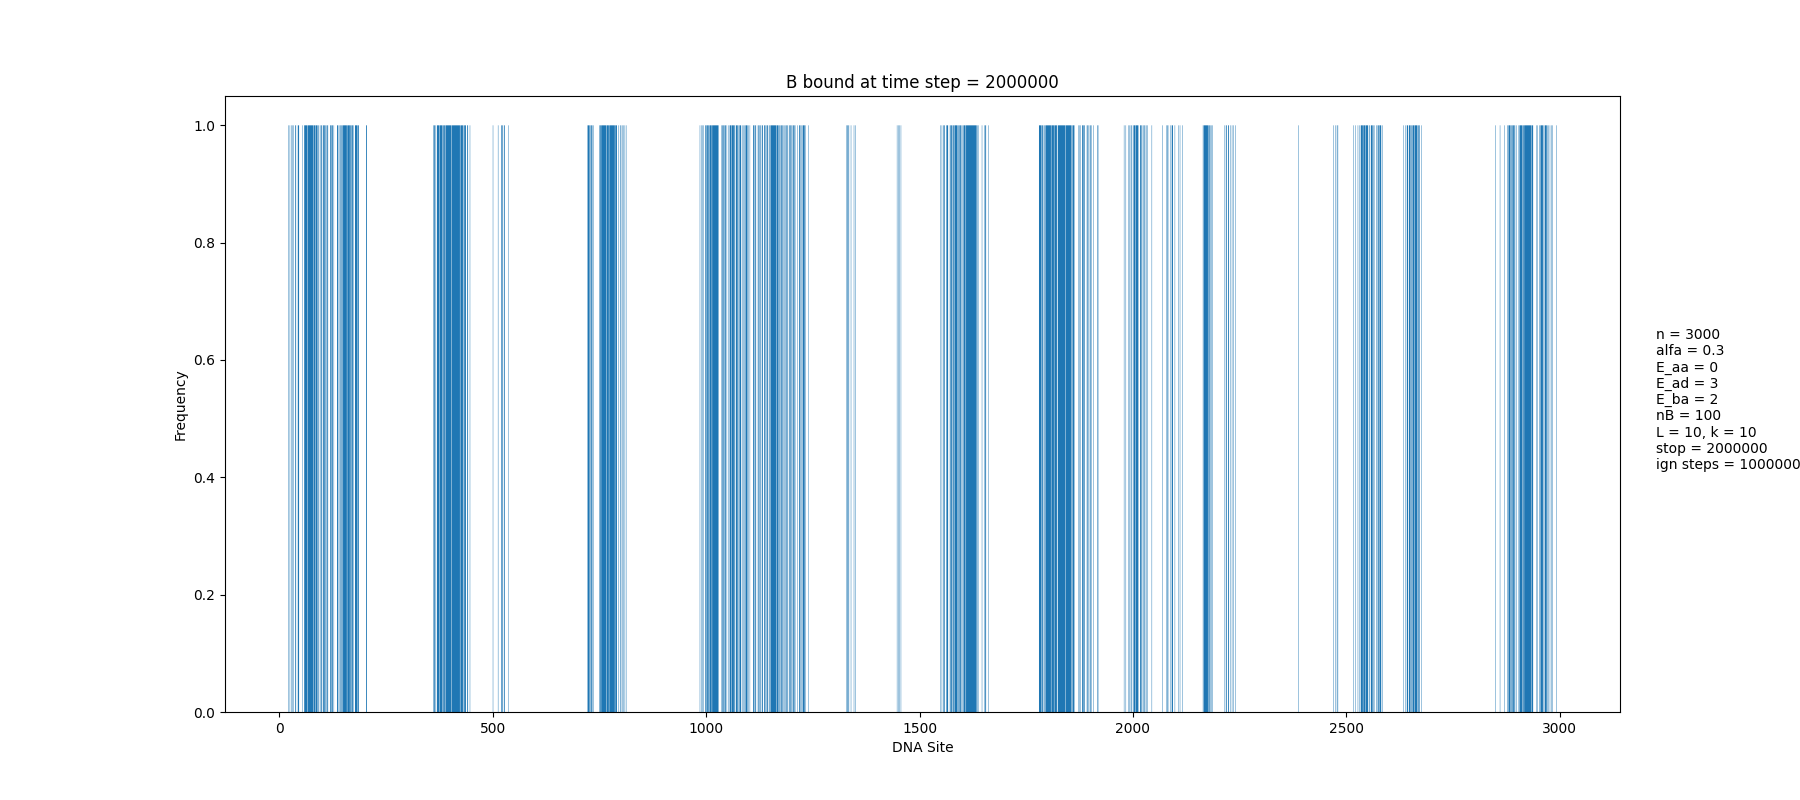 B bound at time step = 2000000
1.0
0.8
0.6
0.4
0.2
0.0
Frequency
0 500 1000 1500 2000 2500 3000
DNA Site
n = 3000
alfa = 0.3
E_aa = 0
E_ad = 3
E_ba = 2
nB = 100
L = 10, k = 10
stop = 2000000
ign steps = 1000000